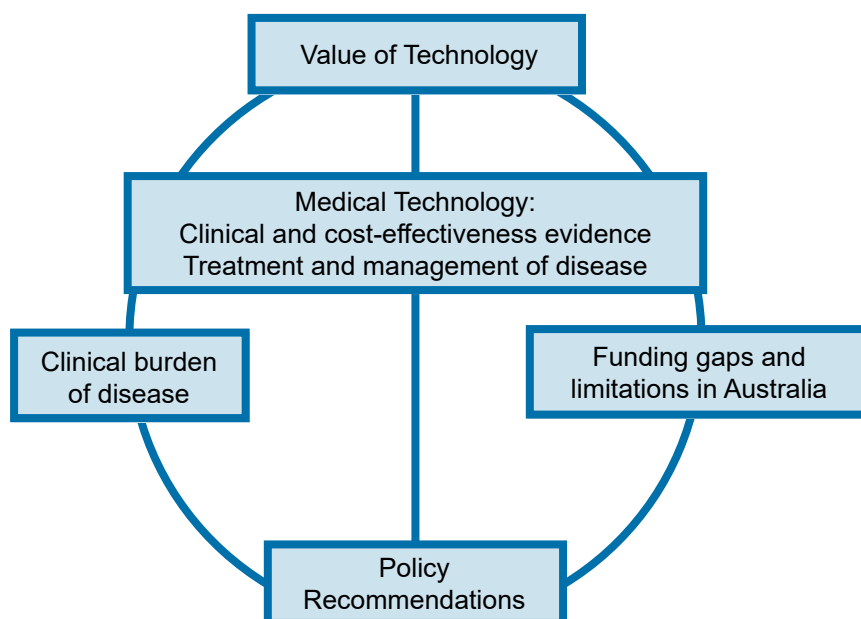 Value of Technology
Medical Technology:
Clinical and cost-effectiveness evidence
Treatment and management of disease
Clinical burden
of disease
Funding gaps and
limitations in Australia
Policy
Recommendations